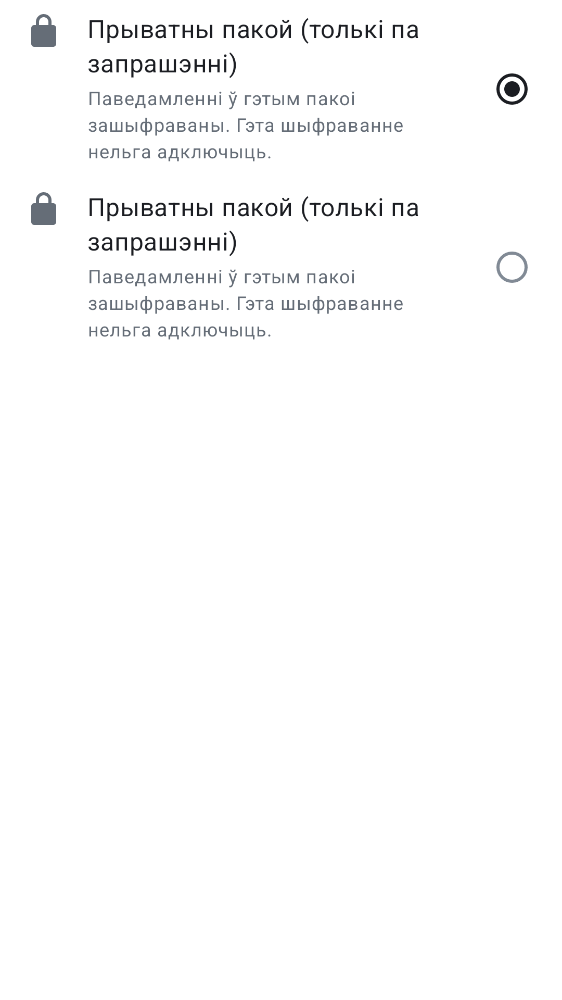 Прыватны пакой (толькі па
запрашэнні)
Паведамленні ў гэтым пакоі
зашыфраваны. Гэта шыфраванне
нельга адключыць.
Прыватны пакой (толькі па
запрашэнні)
Паведамленні ў гэтым пакоі
зашыфраваны. Гэта шыфраванне
нельга адключыць.